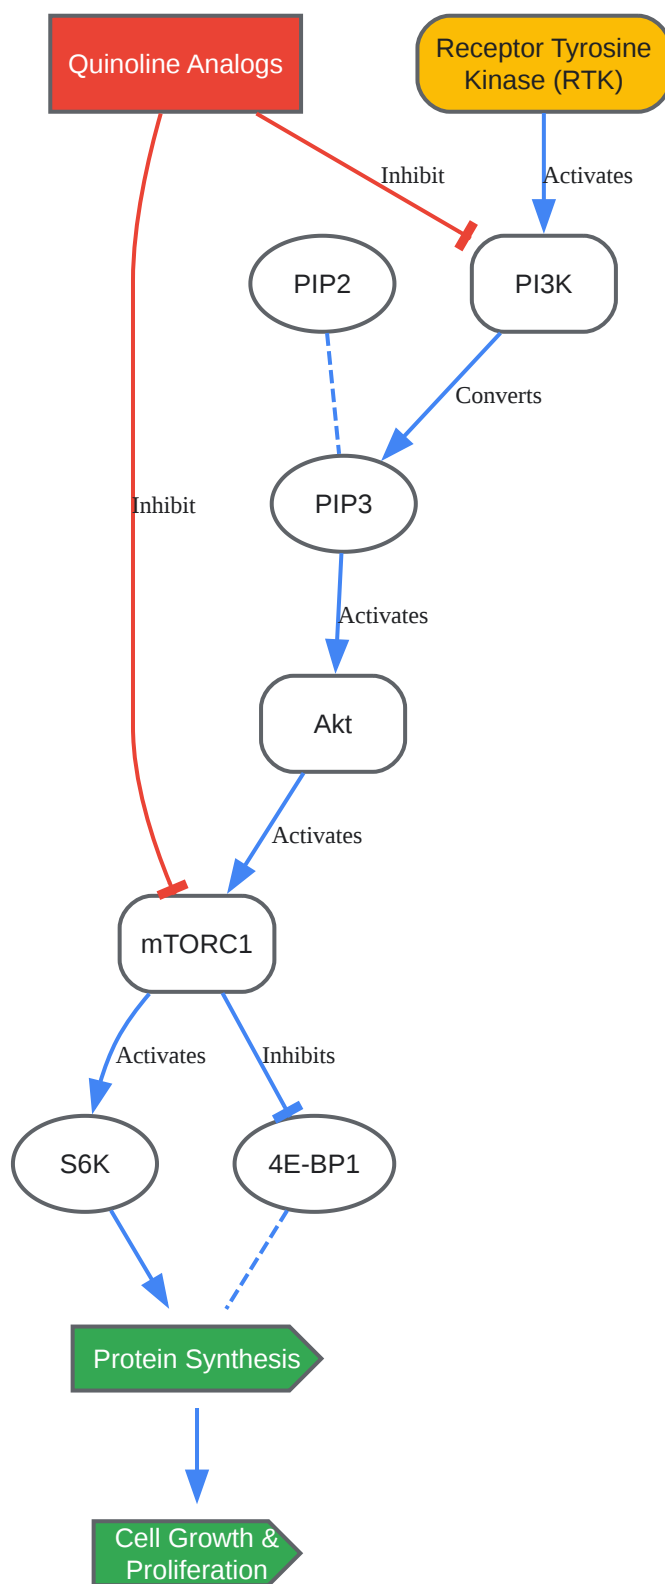 Quinoline Analogs
Receptor Tyrosine
Kinase (RTK)
Inhibit
Activates
PIP2
PI3K
Converts
PIP3
Inhibit
Activates
Akt
Activates
mTORC1
Activates
Inhibits
S6K
4E-BP1
Protein Synthesis
Cell Growth &
Proliferation